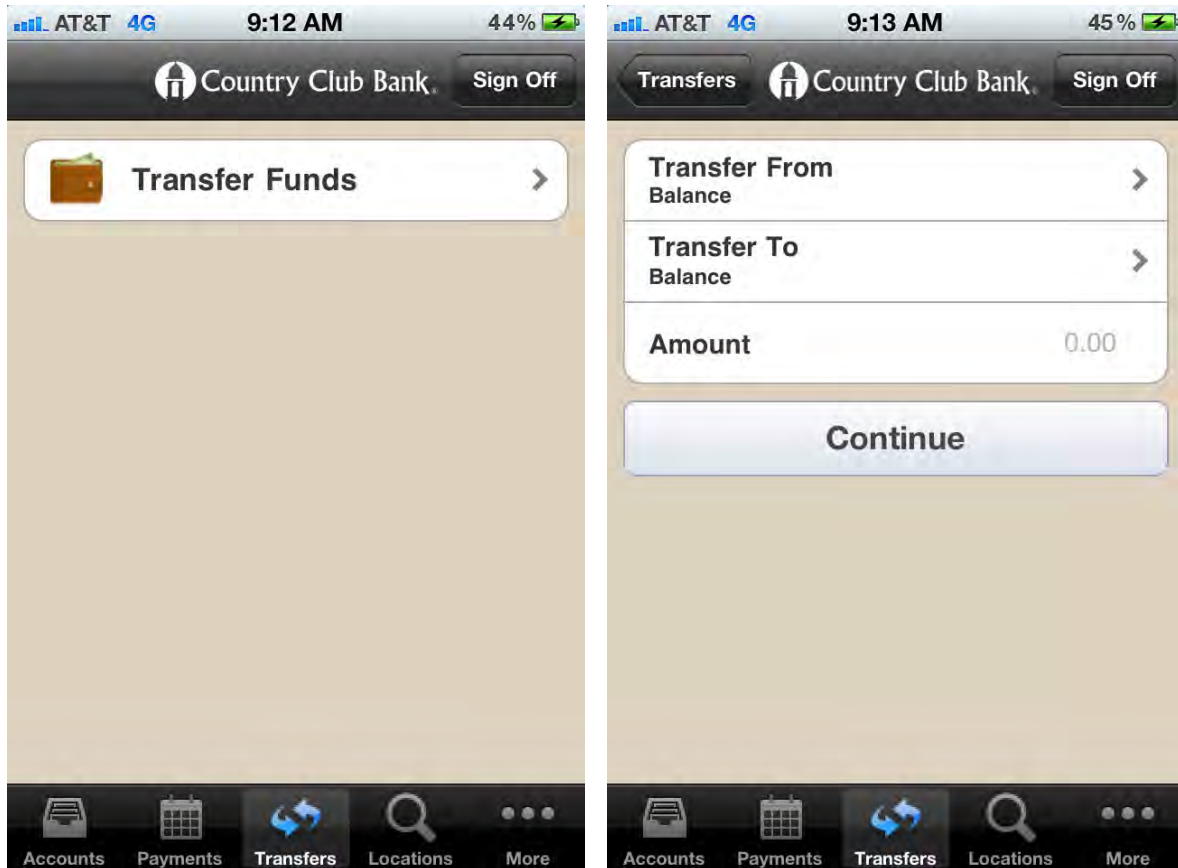 AT&T 4G 9:12 AM 44%
Country Club Bank. Sign Off
Transfer Funds
Accounts Payments Transfers Locations More
AT&T 4G 9:13 AM 45%
Transfers Country Club Bank. Sign Off
Transfer From
Balance
Transfer To
Balance
Amount 0.00
Continue
Accounts Payments Transfers Locations More